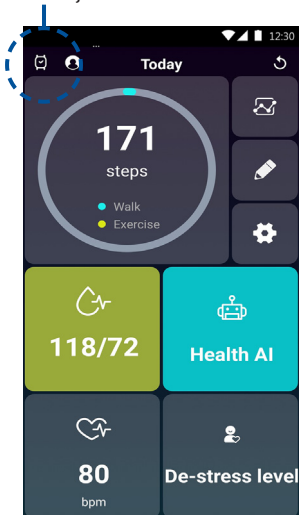 12:30
...
Today
171
steps
Walk
Exercise
118/72
Health AI
80
bpm
De-stress level